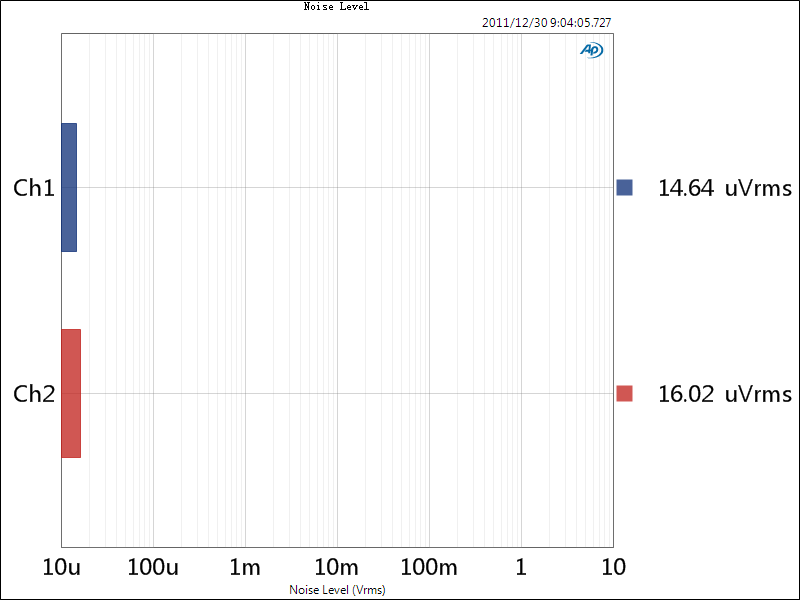 Noise Level
2011/12/30 9:04:05.727
AP
Ch1 14.64 uVrms
Ch2 16.02 uVrms
10u 100u 1m 10m 100m 1 10
Noise Level (Vrms)